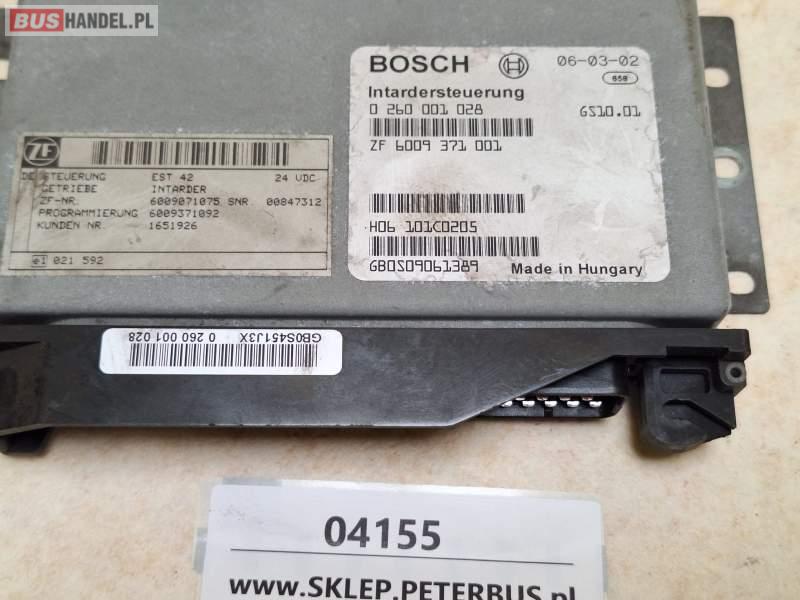 BUSHANDEL.PL
BOSCH
06-03-02
658
Intardersteuerung
0 260 001 028
GS10.01
ZF 6009 371 001
H06 101C0205
GB0S09061389
Made in Hungary
ZF
STEUERUNG EST 42 24 VDC
GETRIEBE INTARDER
ZF-NR. 6009071075 SNR 00847312
PROGRAMMIERUNG 6009371092
KUNDEN NR. 1651926
e1 021 592
GB0S451J3X
0 260 001 028
04155
www.SKLEP.PETERBUS.pl